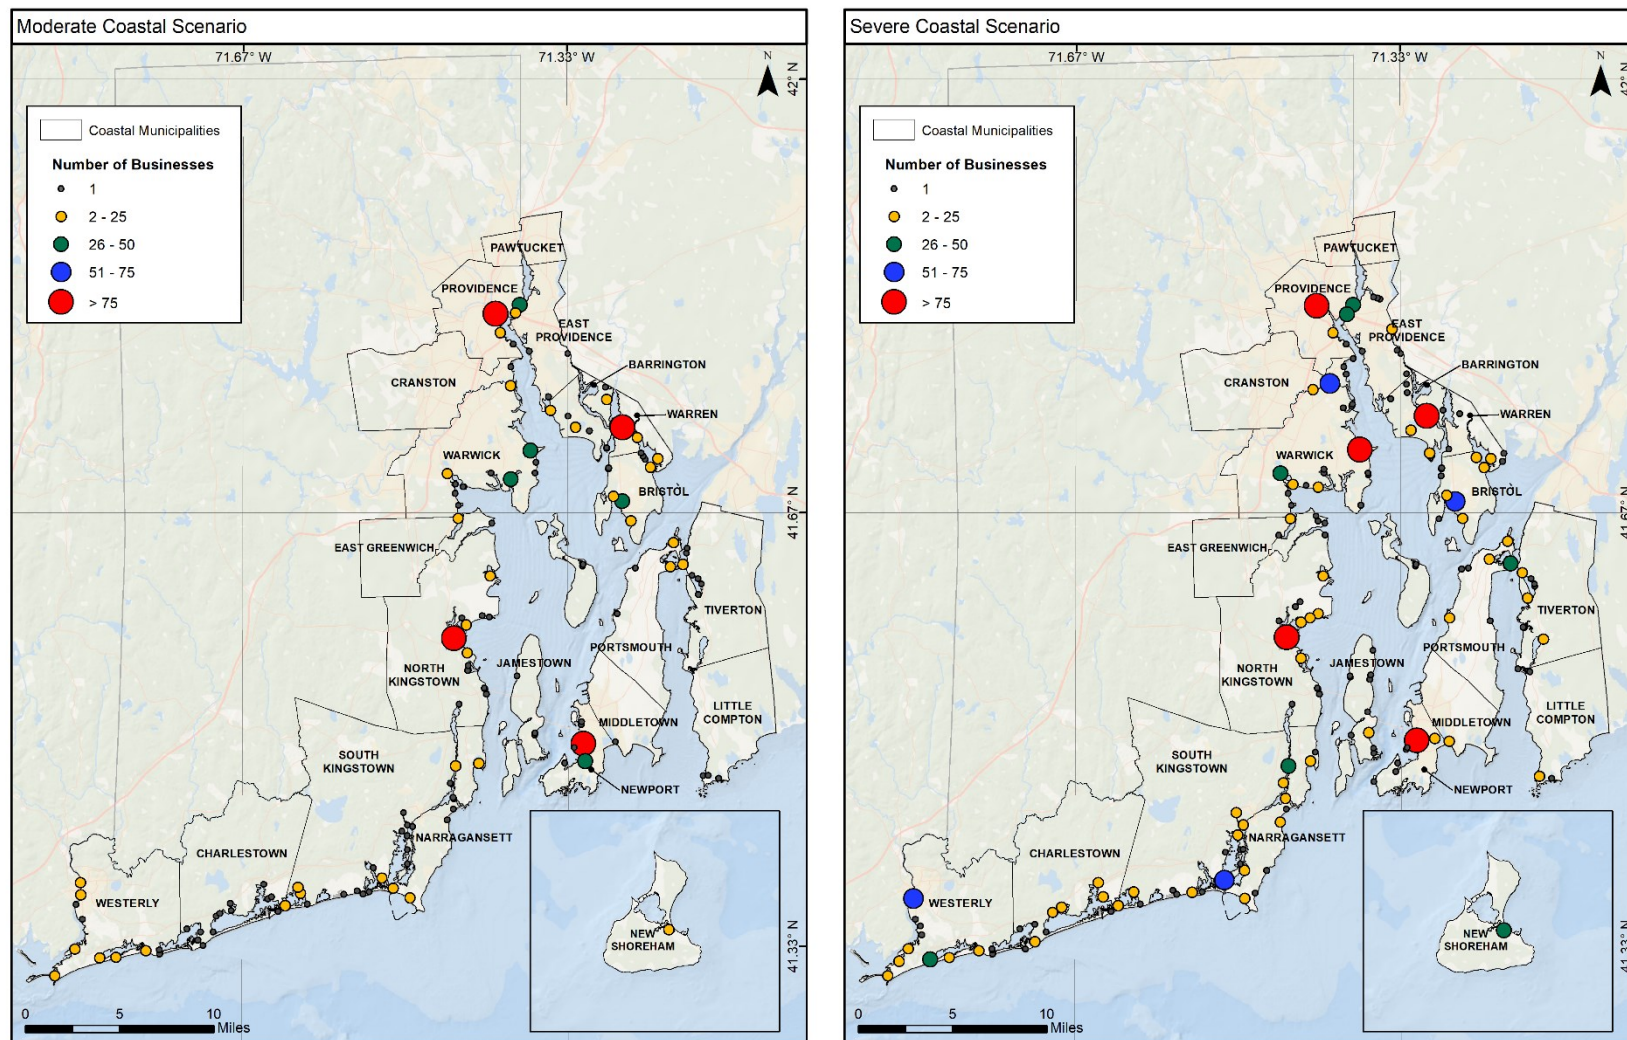 Moderate Coastal Scenario
71.67° W
71.33° W
N
42° N
Coastal Municipalities
Number of Businesses
1
2 - 25
26 - 50
51 - 75
> 75
PAWTUCKET
PROVIDENCE
EAST
PROVIDENCE
BARRINGTON
CRANSTON
WARREN
WARWICK
BRISTOL
41.67° N
EAST GREENWICH
TIVERTON
PORTSMOUTH
JAMESTOWN
NORTH
KINGSTOWN
LITTLE
COMPTON
MIDDLETOWN
SOUTH
KINGSTOWN
NEWPORT
NARRAGANSETT
CHARLESTOWN
WESTERLY
NEW
SHOREHAM
41.33° N
0 5 10
Miles
Severe Coastal Scenario
71.67° W
71.33° W
N
42° N
Coastal Municipalities
Number of Businesses
1
2 - 25
26 - 50
51 - 75
> 75
PAWTUCKET
PROVIDENCE
EAST
PROVIDENCE
BARRINGTON
CRANSTON
WARREN
WARWICK
BRISTOL
41.67° N
EAST GREENWICH
TIVERTON
PORTSMOUTH
JAMESTOWN
NORTH
KINGSTOWN
LITTLE
COMPTON
MIDDLETOWN
SOUTH
KINGSTOWN
NEWPORT
NARRAGANSETT
CHARLESTOWN
WESTERLY
NEW
SHOREHAM
41.33° N
0 5 10
Miles